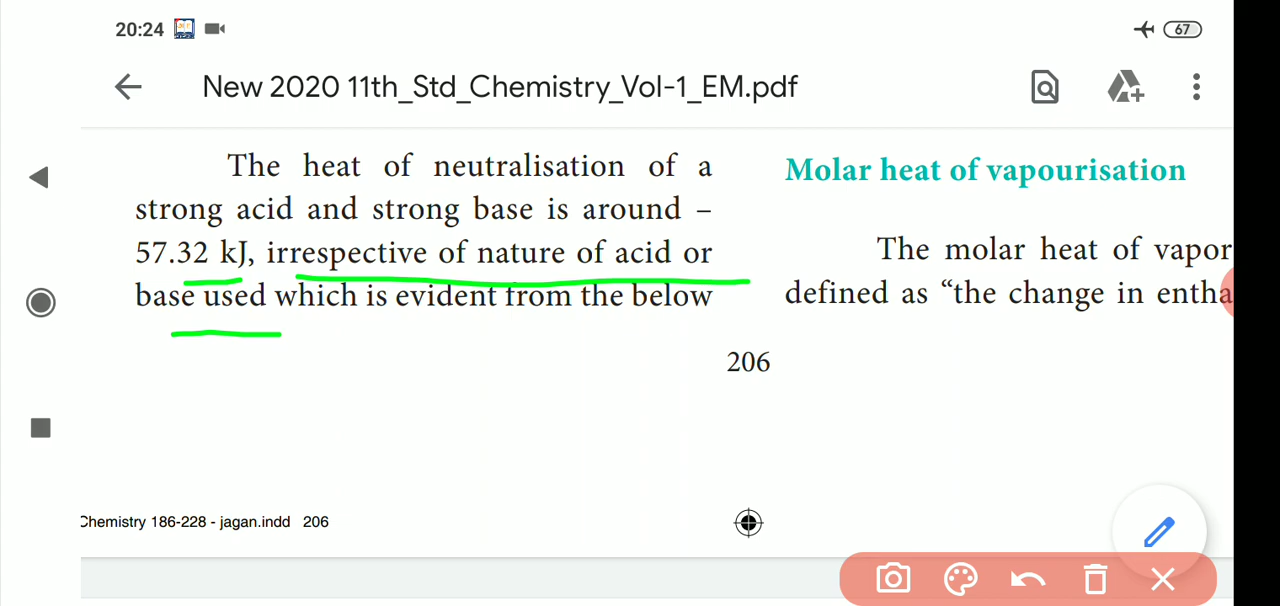 20:24
67
New 2020 11th_Std_Chemistry_Vol-1_EM.pdf
The heat of neutralisation of a
strong acid and strong base is around –
57.32 kJ, irrespective of nature of acid or
base used which is evident from the below
Molar heat of vapourisation
The molar heat of vapor
defined as “the change in entha
206
Chemistry 186-228 - jagan.indd 206